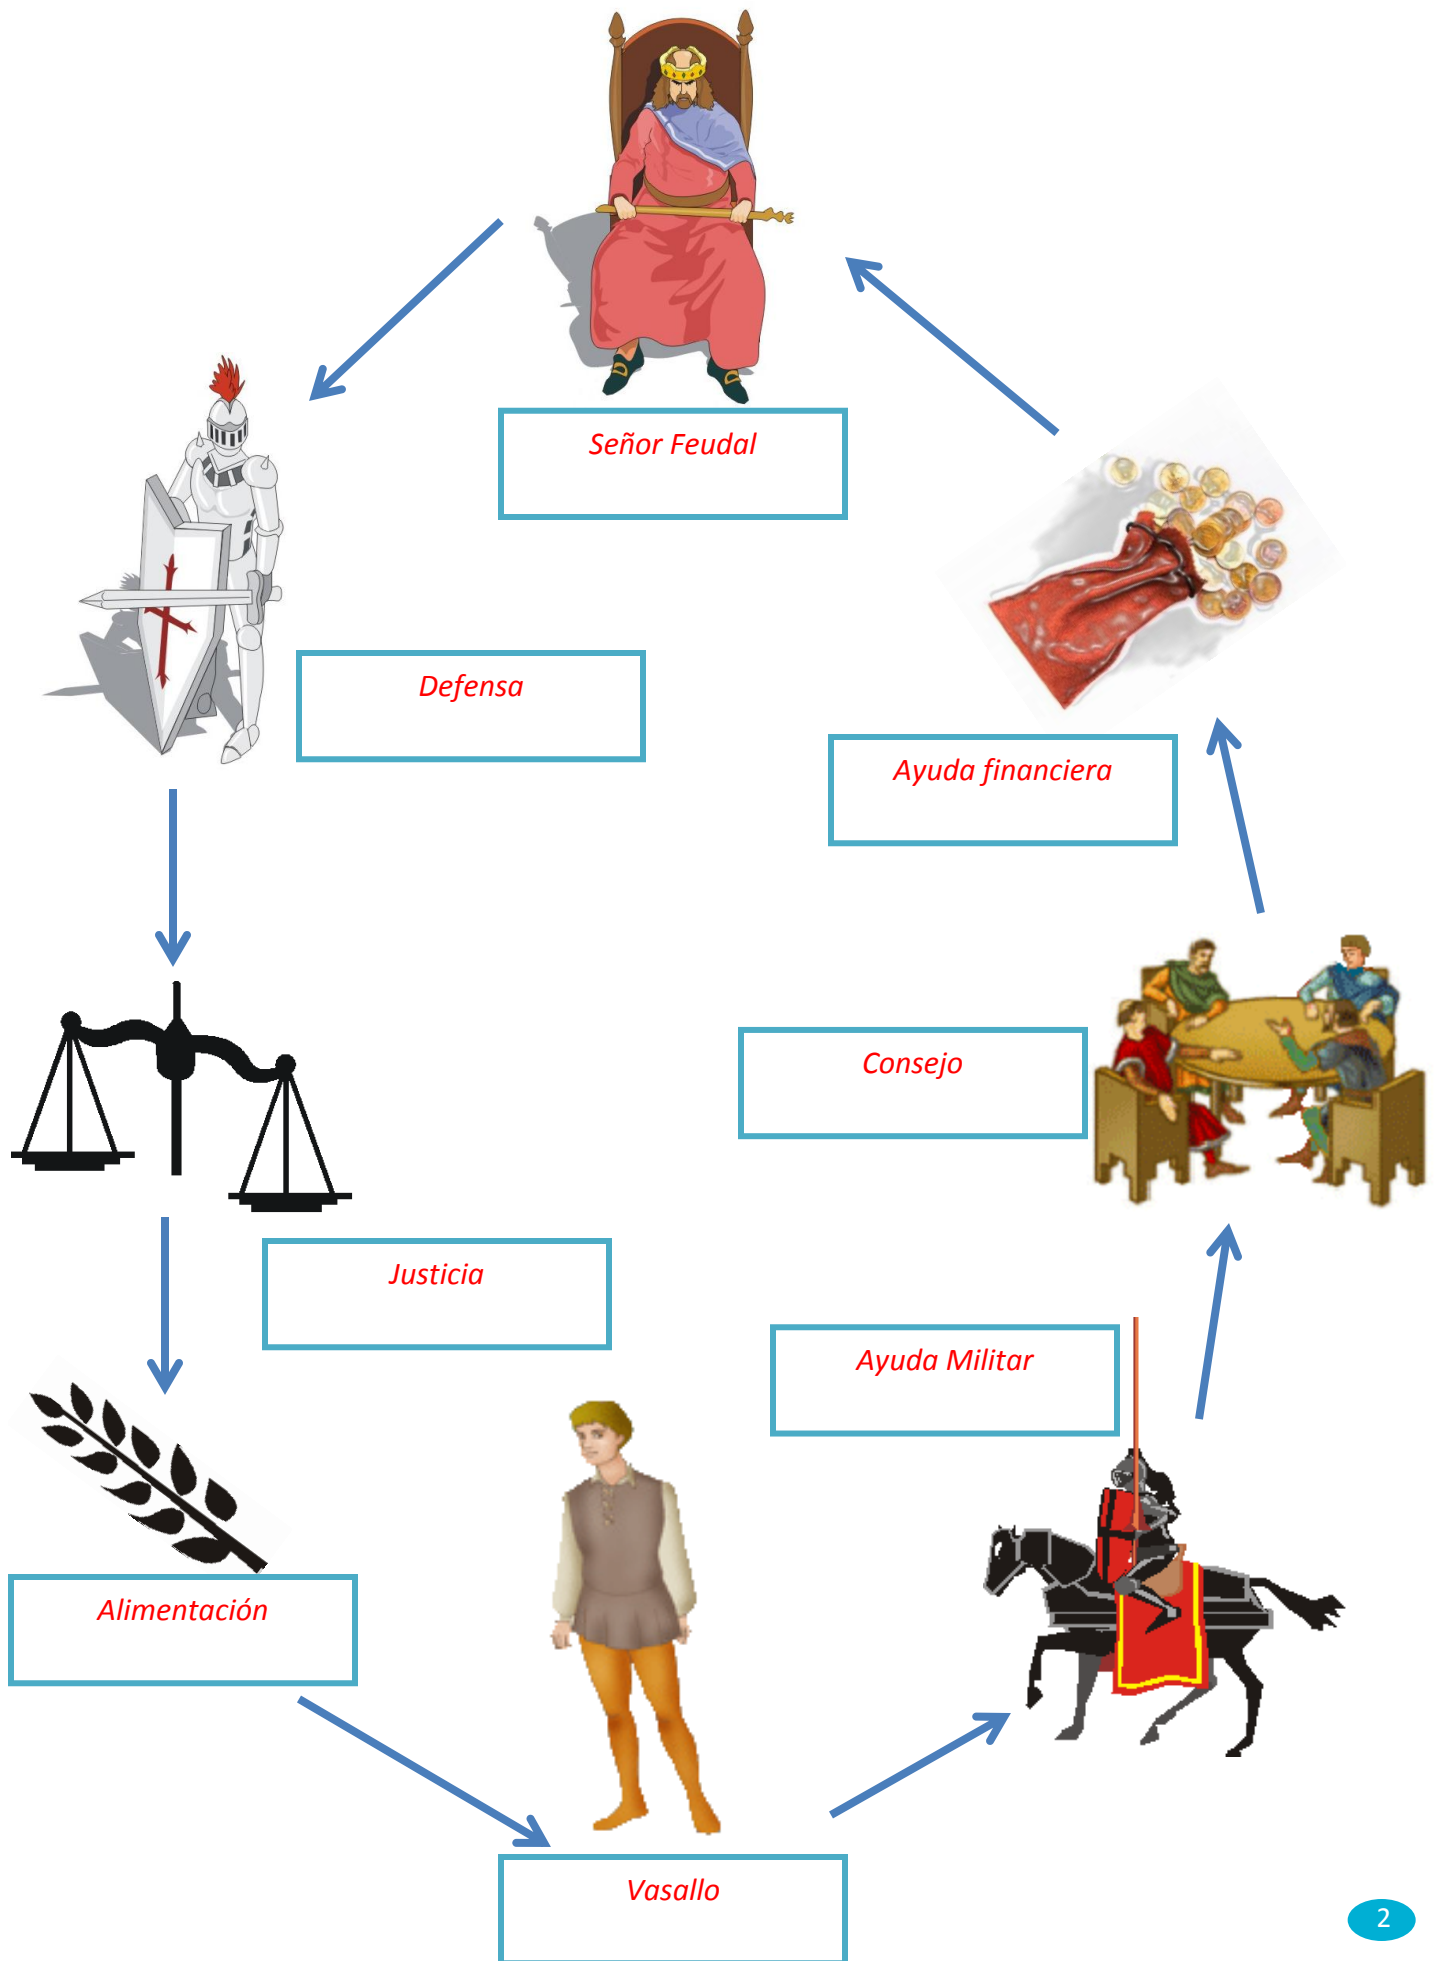 Señor Feudal
Defensa
Ayuda financiera
Consejo
Justicia
Ayuda Militar
Alimentación
Vasallo
2